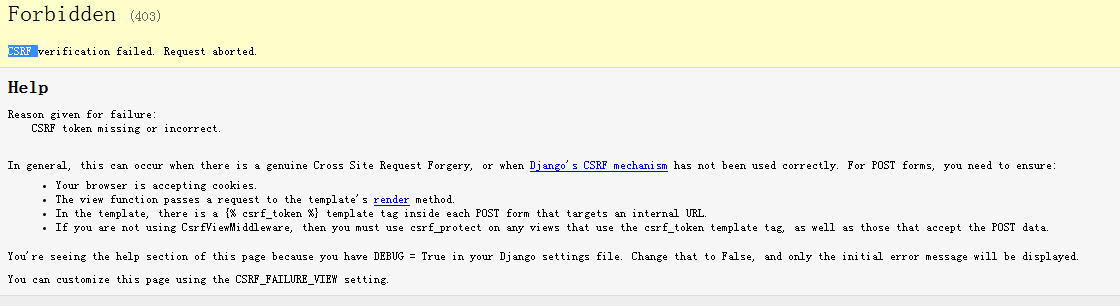 Forbidden (403)
CSRF verification failed. Request aborted.
Help
Reason given for failure:
CSRF token missing or incorrect.
In general, this can occur when there is a genuine Cross Site Request Forgery, or when Django's CSRF mechanism has not been used correctly. For POST forms, you need to ensure:
• Your browser is accepting cookies.
• The view function passes a request to the template's render method.
• In the template, there is a {% csrf_token %} template tag inside each POST form that targets an internal URL.
• If you are not using CsrfViewMiddleware, then you must use csrf_protect on any views that use the csrf_token template tag, as well as those that accept the POST data.
You're seeing the help section of this page because you have DEBUG = True in your Django settings file. Change that to False, and only the initial error message will be displayed.
You can customize this page using the CSRF_FAILURE_VIEW setting.